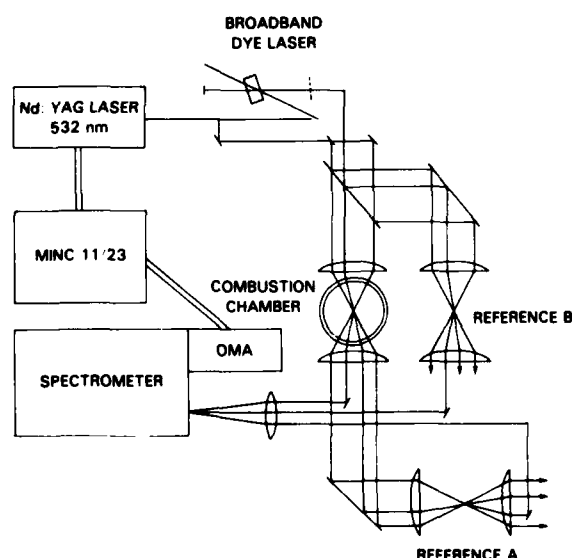 BROADBAND
DYE LASER
Nd: YAG LASER
532 nm
MINC 11/23
COMBUSTION
CHAMBER
OMA
REFERENCE B
SPECTROMETER
REFERENCE A